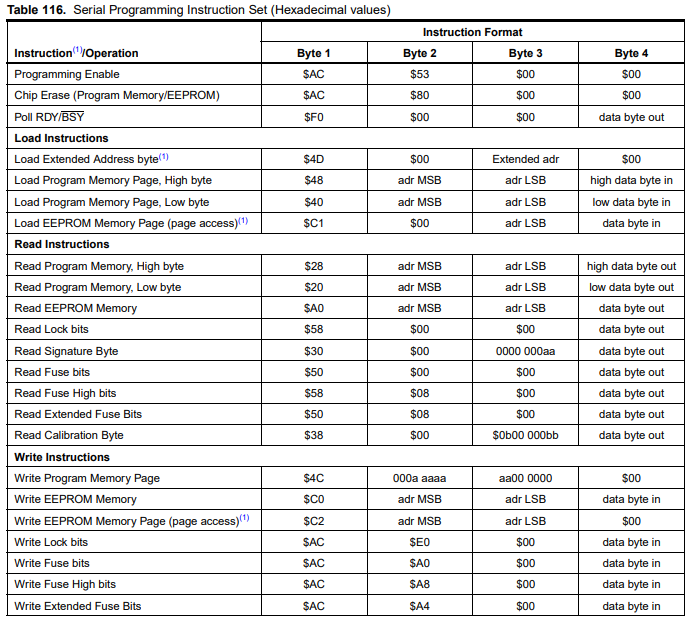 Table 116. Serial Programming Instruction Set (Hexadecimal values)
Instruction Format
Instruction(1)/Operation Byte 1 Byte 2 Byte 3 Byte 4
Programming Enable $AC $53 $00 $00
Chip Erase (Program Memory/EEPROM) $AC $80 $00 $00
Poll RDY/BSY $F0 $00 $00 data byte out
Load Instructions
Load Extended Address byte(1) $4D $00 Extended adr $00
Load Program Memory Page, High byte $48 adr MSB adr LSB high data byte in
Load Program Memory Page, Low byte $40 adr MSB adr LSB low data byte in
Load EEPROM Memory Page (page access)(1) $C1 $00 adr LSB data byte in
Read Instructions
Read Program Memory, High byte $28 adr MSB adr LSB high data byte out
Read Program Memory, Low byte $20 adr MSB adr LSB low data byte out
Read EEPROM Memory $A0 adr MSB adr LSB data byte out
Read Lock bits $58 $00 $00 data byte out
Read Signature Byte $30 $00 0000 000aa data byte out
Read Fuse bits $50 $00 $00 data byte out
Read Fuse High bits $58 $08 $00 data byte out
Read Extended Fuse Bits $50 $08 $00 data byte out
Read Calibration Byte $38 $00 $0b00 000bb data byte out
Write Instructions
Write Program Memory Page $4C 000a aaaa aa00 0000 $00
Write EEPROM Memory $C0 adr MSB adr LSB data byte in
Write EEPROM Memory Page (page access)(1) $C2 adr MSB adr LSB $00
Write Lock bits $AC $E0 $00 data byte in
Write Fuse bits $AC $A0 $00 data byte in
Write Fuse High bits $AC $A8 $00 data byte in
Write Extended Fuse Bits $AC $A4 $00 data byte in